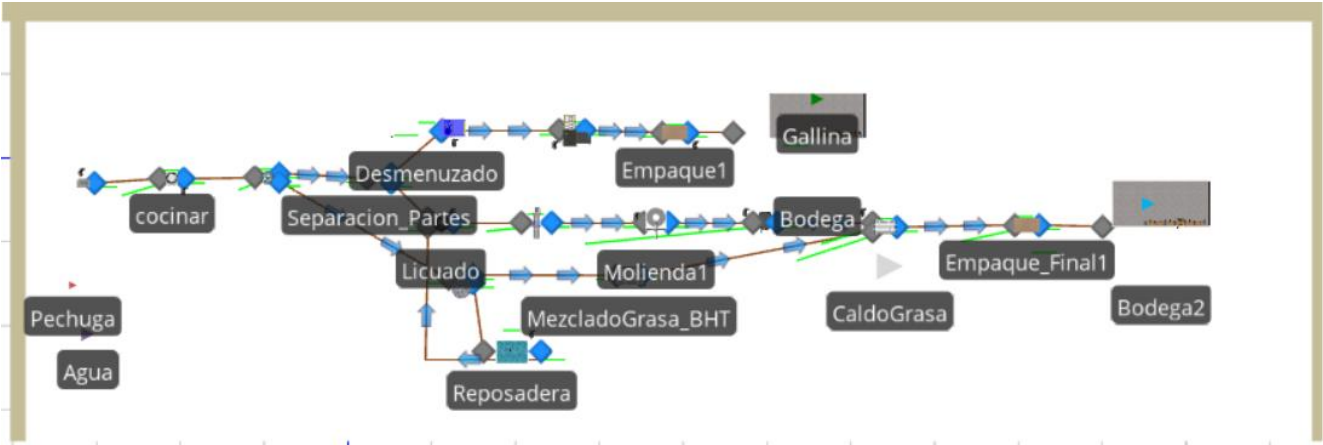 Gallina
Desmenuzado
Empaque1
cocinar
Separacion_Partes
Bodega
Licuado
Molienda1
Empaque_Final1
Pechuga
MezcladoGrasa_BHT
CaldoGrasa
Bodega2
Agua
Reposadera